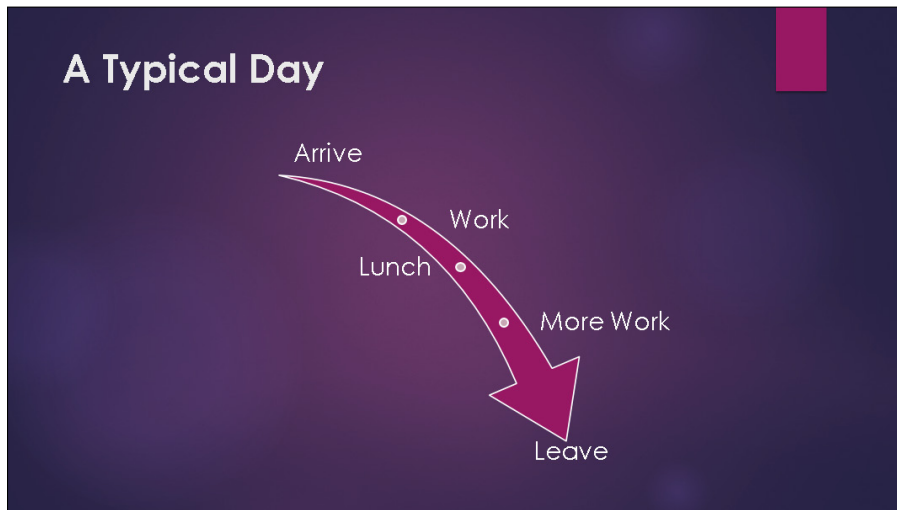 A Typical Day
Arrive
Work
Lunch
More Work
Leave